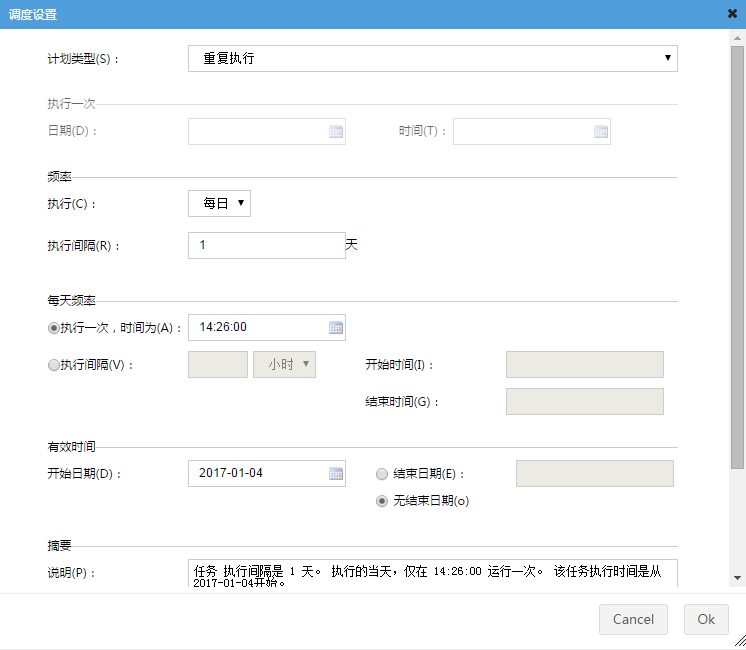 调度设置
计划类型(S)： 重复执行
执行一次
日期(D)： 时间(T)：
频率
执行(C)： 每日
执行间隔(R)： 1 天
每天频率
执行一次，时间为(A)： 14:26:00
执行间隔(V)： 小时 开始时间(I)：
结束时间(G)：
有效时间
开始日期(D)： 2017-01-04 结束日期(E)：
无结束日期(o)
摘要
说明(P)： 任务 执行间隔是 1 天。 执行的当天，仅在 14:26:00 运行一次。 该任务执行时间是从
2017-01-04开始。
Cancel Ok